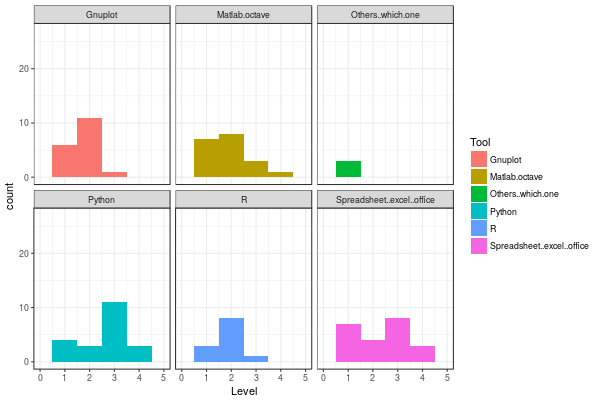 Gnuplot Matlab.octave Others..which.one
20
10
0
Python R Spreadsheet..excel..office
20
10
0
0 1 2 3 4 5 0 1 2 3 4 5 0 1 2 3 4 5
Level
count
Tool
Gnuplot
Matlab.octave
Others..which.one
Python
R
Spreadsheet..excel..office